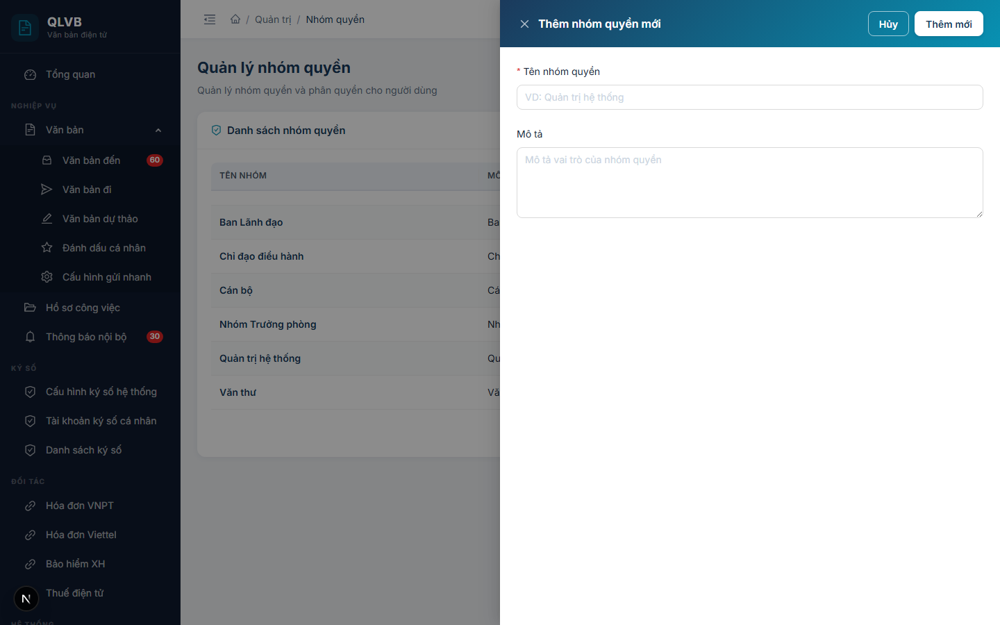 QLVB
Văn bản điện tử
Tổng quan
NGHIỆP VỤ
Văn bản
Văn bản đến 60
Văn bản đi
Văn bản dự thảo
Đánh dấu cá nhân
Cấu hình gửi nhanh
Hồ sơ công việc
Thông báo nội bộ 30
KÝ SỐ
Cấu hình ký số hệ thống
Tài khoản ký số cá nhân
Danh sách ký số
ĐỐI TÁC
Hóa đơn VNPT
Hóa đơn Viettel
Bảo hiểm XH
Thuế điện tử
HỆ THỐNG
N
/ Quản trị / Nhóm quyền
Quản lý nhóm quyền
Quản lý nhóm quyền và phân quyền cho người dùng
Danh sách nhóm quyền
TÊN NHÓM MÔ
Ban Lãnh đạo Ba
Chỉ đạo điều hành Ch
Cán bộ Cá
Nhóm Trưởng phòng Nh
Quản trị hệ thống Qu
Văn thư Vă
Thêm nhóm quyền mới
Hủy
Thêm mới
* Tên nhóm quyền
VD: Quản trị hệ thống
Mô tả
Mô tả vai trò của nhóm quyền